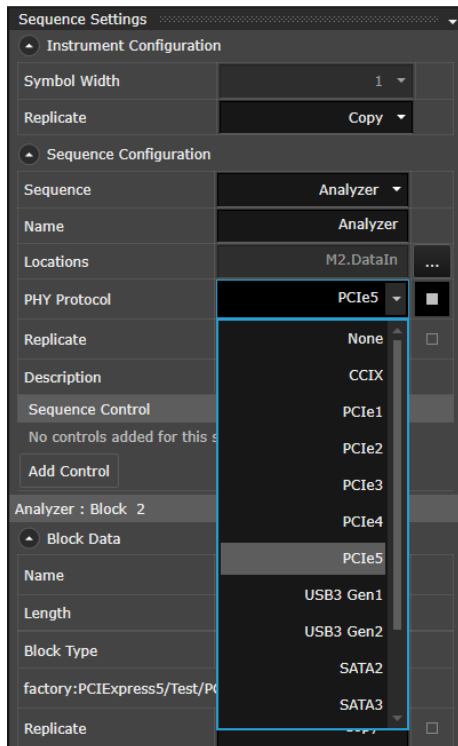 Sequence Settings
Instrument Configuration
Symbol Width 1
Replicate Copy
Sequence Configuration
Sequence Analyzer
Name Analyzer
Locations M2.DataIn ...
PHY Protocol PCIe5
Replicate None
Description CCIX
Sequence Control PCIe1
No controls added for this s
PCIe2
Add Control PCIe3
Analyzer : Block 2 PCIe4
Block Data PCIe5
Name USB3 Gen1
Length USB3 Gen2
Block Type SATA2
factory:PCIExpress5/Test/PC SATA3
Replicate Copy